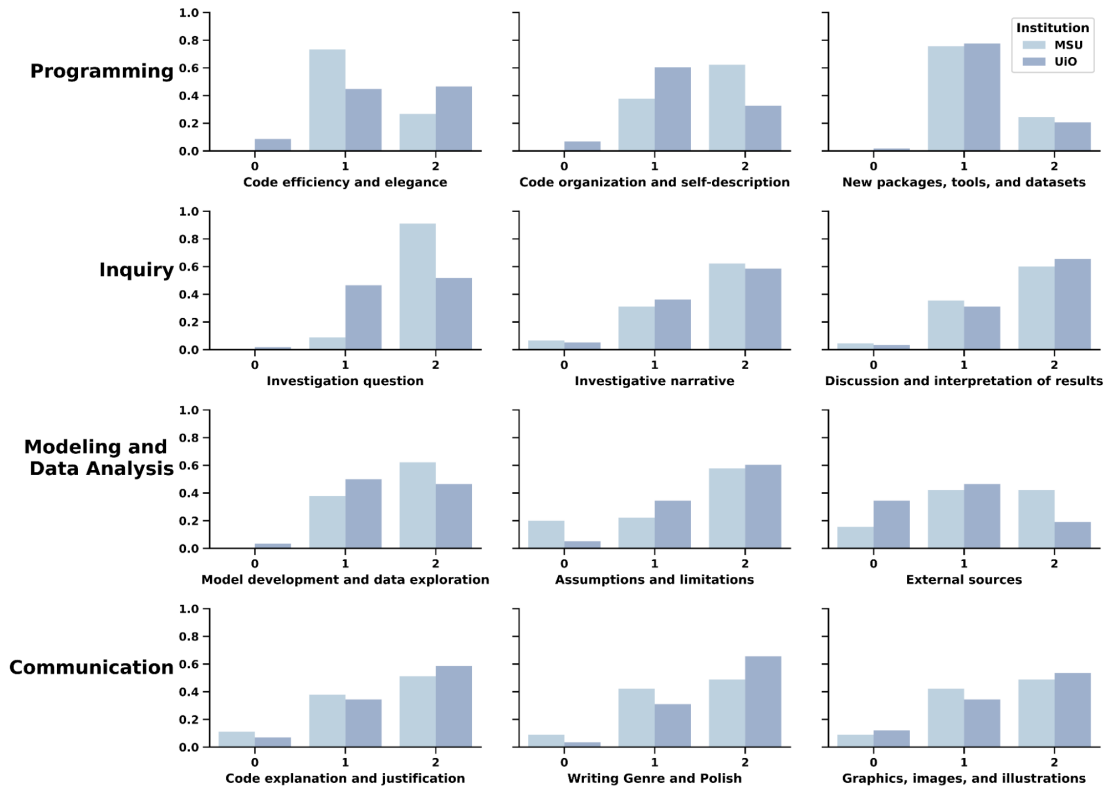 Programming
1.0
0.8
0.6
0.4
0.2
0.0
0 1 2
Code efficiency and elegance
0 1 2
Code organization and self-description
Institution
MSU
UiO
0 1 2
New packages, tools, and datasets
Inquiry
1.0
0.8
0.6
0.4
0.2
0.0
0 1 2
Investigation question
0 1 2
Investigative narrative
0 1 2
Discussion and interpretation of results
Modeling and
Data Analysis
1.0
0.8
0.6
0.4
0.2
0.0
0 1 2
Model development and data exploration
0 1 2
Assumptions and limitations
0 1 2
External sources
Communication
1.0
0.8
0.6
0.4
0.2
0.0
0 1 2
Code explanation and justification
0 1 2
Writing Genre and Polish
0 1 2
Graphics, images, and illustrations